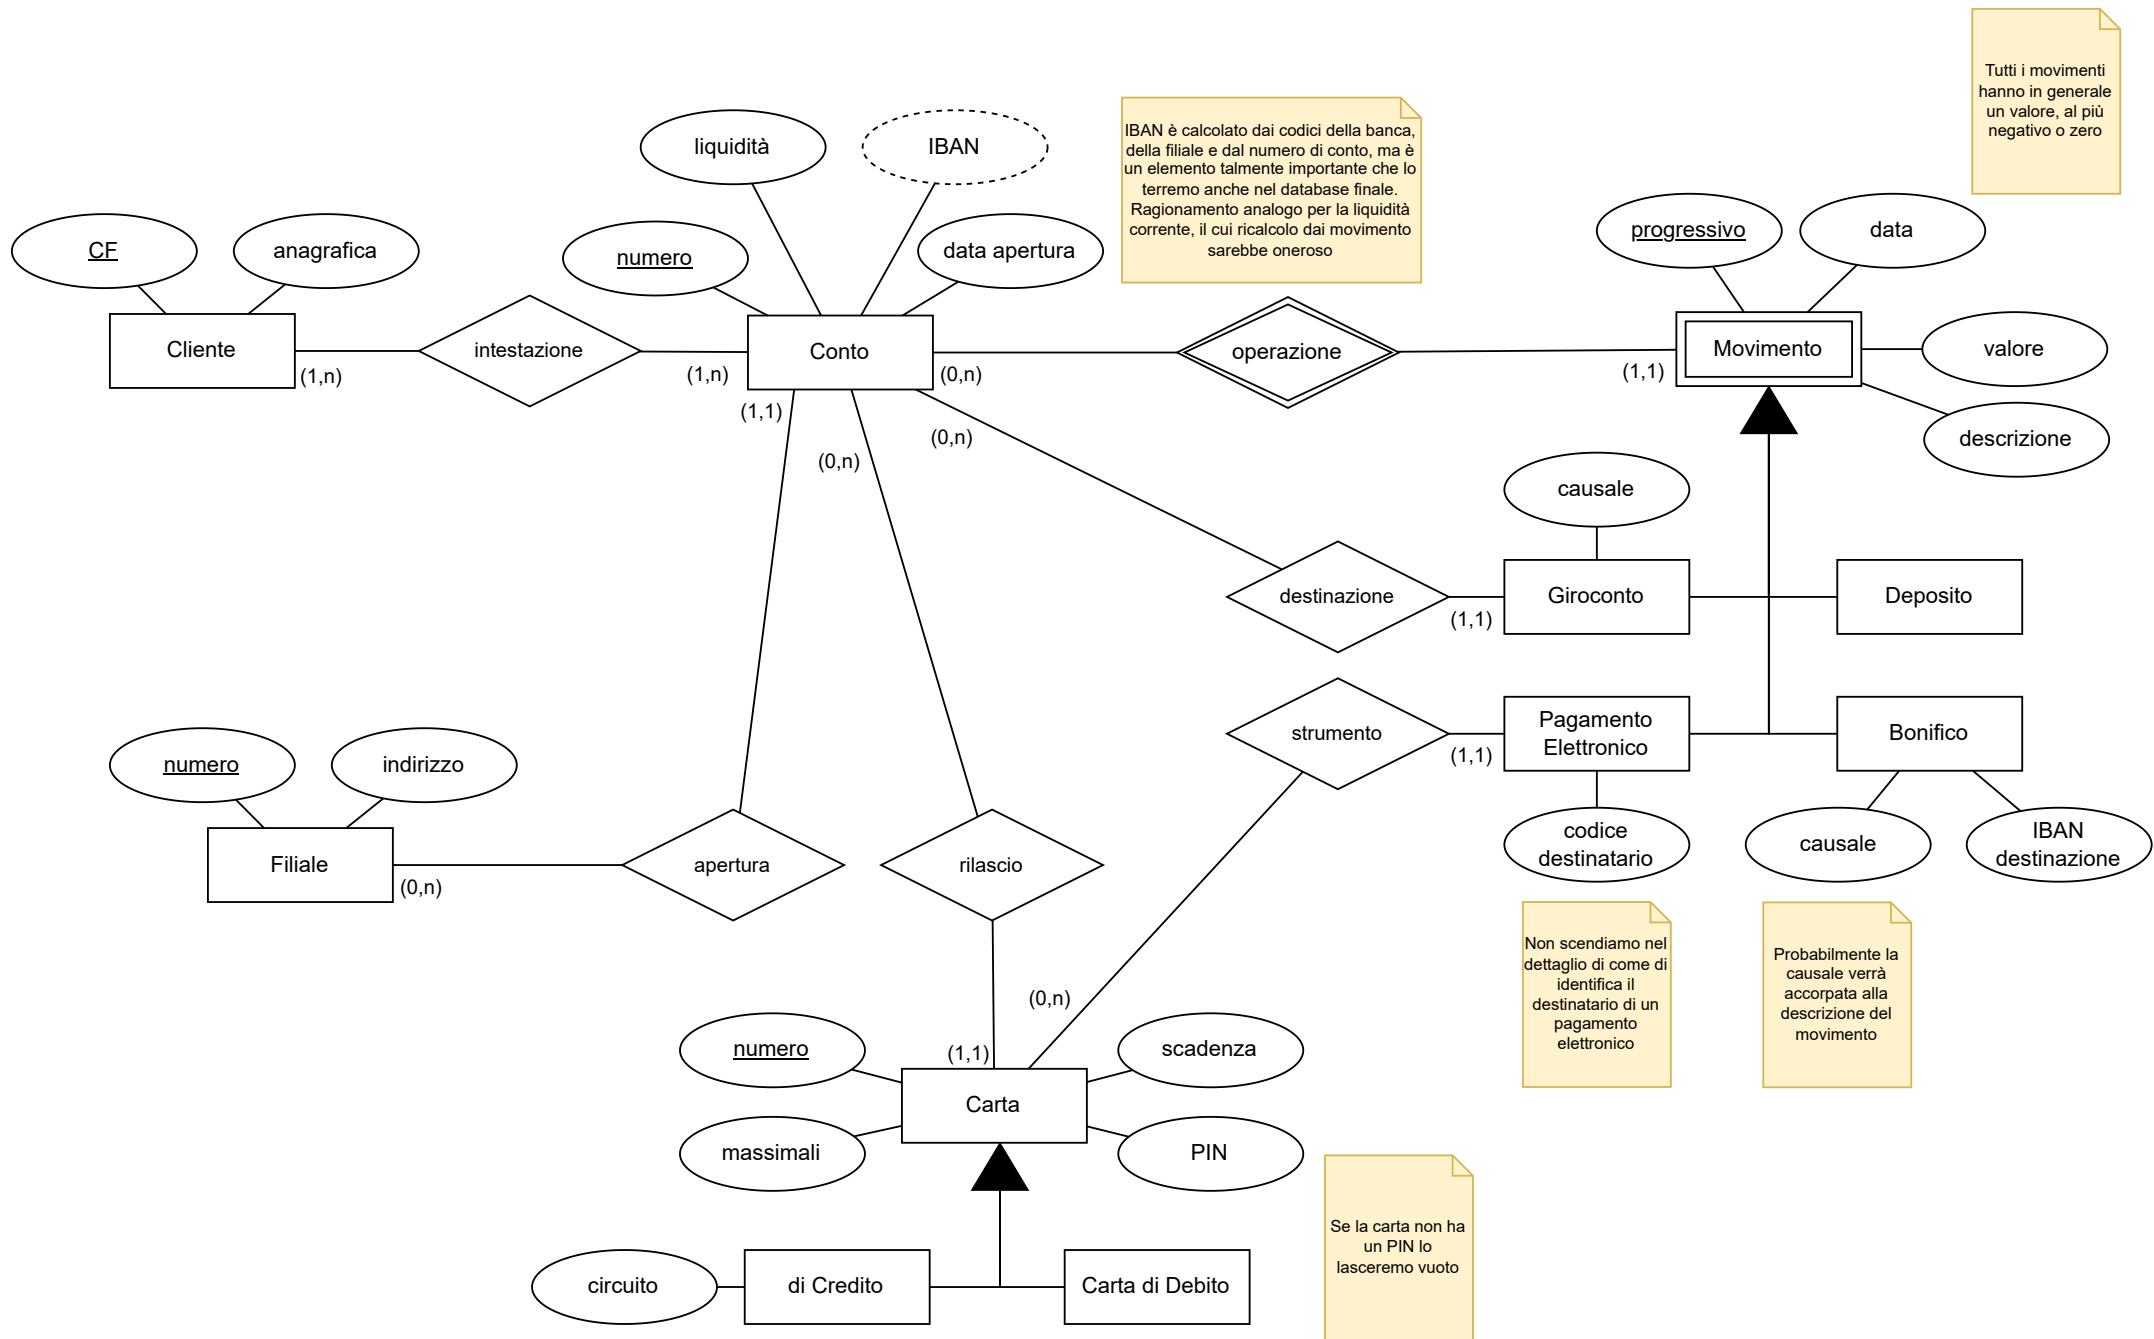 Tutti i movimenti
hanno in generale
un valore, al più
negativo o zero
liquidità
IBAN
IBAN è calcolato dai codici della banca,
della filiale e dal numero di conto, ma è
un elemento talmente importante che lo
terremo anche nel database finale.
Ragionamento analogo per la liquidità
corrente, il cui ricalcolo dai movimento
sarebbe oneroso
CF
anagrafica
numero
data apertura
progressivo
data
Cliente
(1,n)
intestazione
(1,n)
Conto
(0,n)
operazione
(1,1)
Movimento
valore
descrizione
(1,1)
(0,n)
(0,n)
causale
destinazione
(1,1)
Giroconto
Deposito
strumento
(1,1)
Pagamento
Elettronico
Bonifico
numero
indirizzo
Filiale
(0,n)
apertura
rilascio
codice
destinatario
causale
IBAN
destinazione
Non scendiamo nel
dettaglio di come di
identifica il
destinatario di un
pagamento
elettronico
Probabilmente la
causale verrà
accorpata alla
descrizione del
movimento
(0,n)
(1,1)
numero
scadenza
Carta
massimali
PIN
Se la carta non ha
un PIN lo
lasceremo vuoto
circuito
di Credito
Carta di Debito